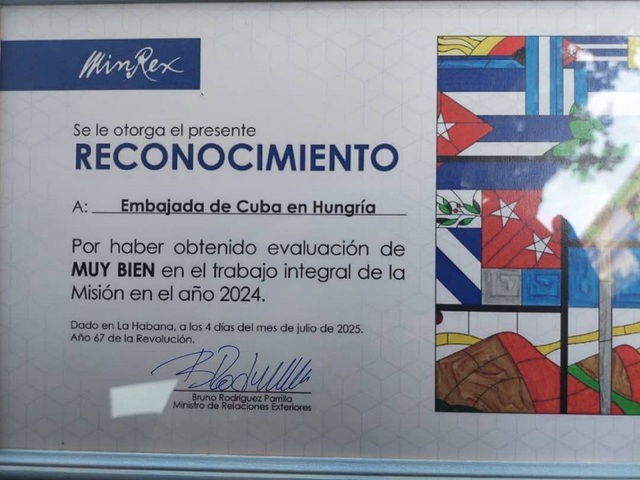 MinRex
Se le otorga el presente
RECONOCIMIENTO
A: Embajada de Cuba en Hungría
Por haber obtenido evaluación de
MUY BIEN en el trabajo integral de la
Misión en el año 2024.
Dado en La Habana, a los 4 días del mes de julio de 2025.
Año 67 de la Revolución.
Bruno Rodríguez Parrilla
Ministro de Relaciones Exteriores